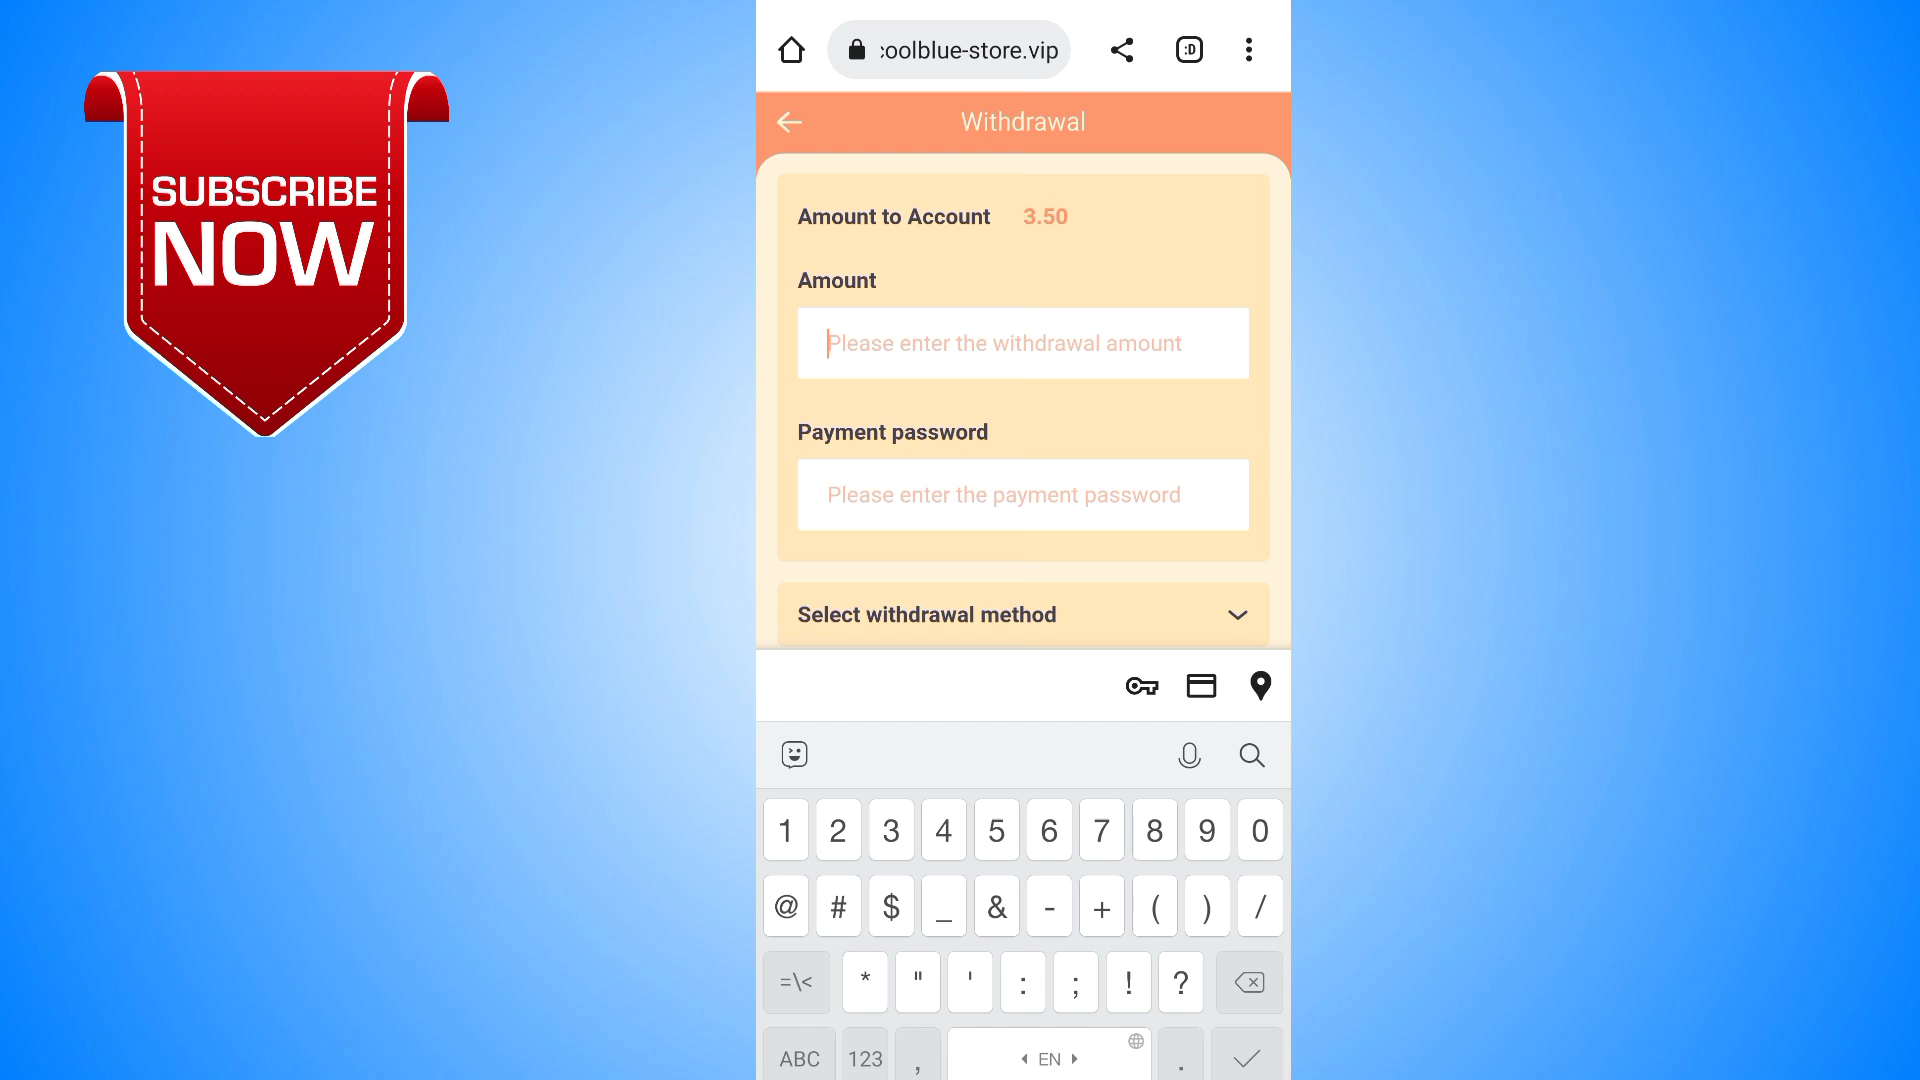 SUBSCRIBE
NOW
:oolblue-store.vip
:D
Withdrawal
Amount to Account 3.50
Amount
Please enter the withdrawal amount
Payment password
Please enter the payment password
Select withdrawal method
1 2 3 4 5 6 7 8 9 0
@ # $ _ & - + ( ) /
=\< * " ' : ; ! ?
ABC 123 , EN .